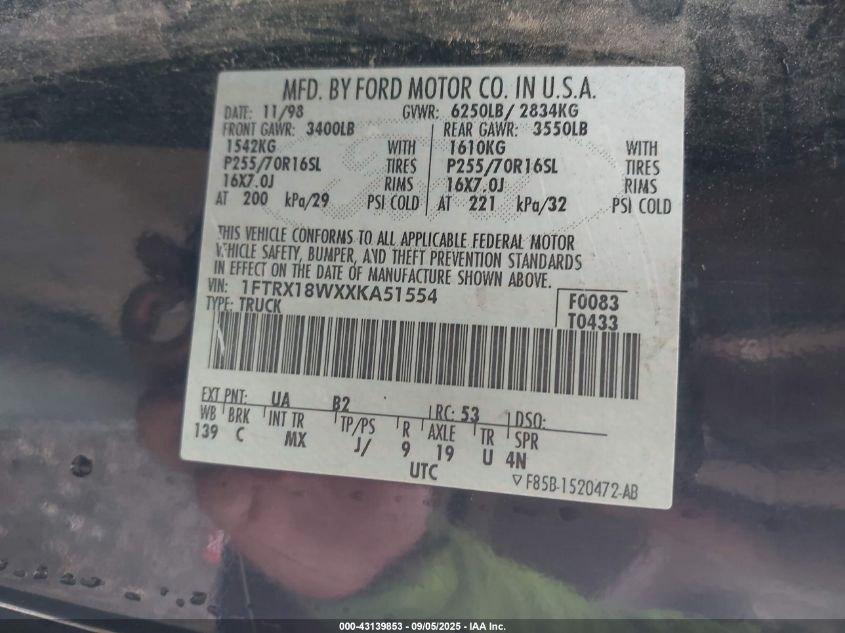 MFD. BY FORD MOTOR CO. IN U.S.A.
DATE: 11/98 GVWR: 6250LB/ 2834KG
FRONT GAWR: 3400LB REAR GAWR: 3550LB
1542KG WITH 1610KG WITH
P255/70R16SL TIRES P255/70R16SL TIRES
16X7.0J RIMS 16X7.0J RIMS
AT 200 kPa/29 PSI COLD AT 221 kPa/32 PSI COLD
THIS VEHICLE CONFORMS TO ALL APPLICABLE FEDERAL MOTOR
VEHICLE SAFETY, BUMPER, AND THEFT PREVENTION STANDARDS
IN EFFECT ON THE DATE OF MANUFACTURE SHOWN ABOVE.
VIN: 1FTRX18WXXKA51554 F0083
TYPE: TRUCK T0433
EXT PNT: UA B2 RC: 53 DSO:
WB BRK INT TR TP/PS R AXLE TR SPR
139 C MX J/ 9 19 U 4N
UTC
▽F85B-1520472-AB
000-43139853 - 09/05/2025 - IAA Inc.